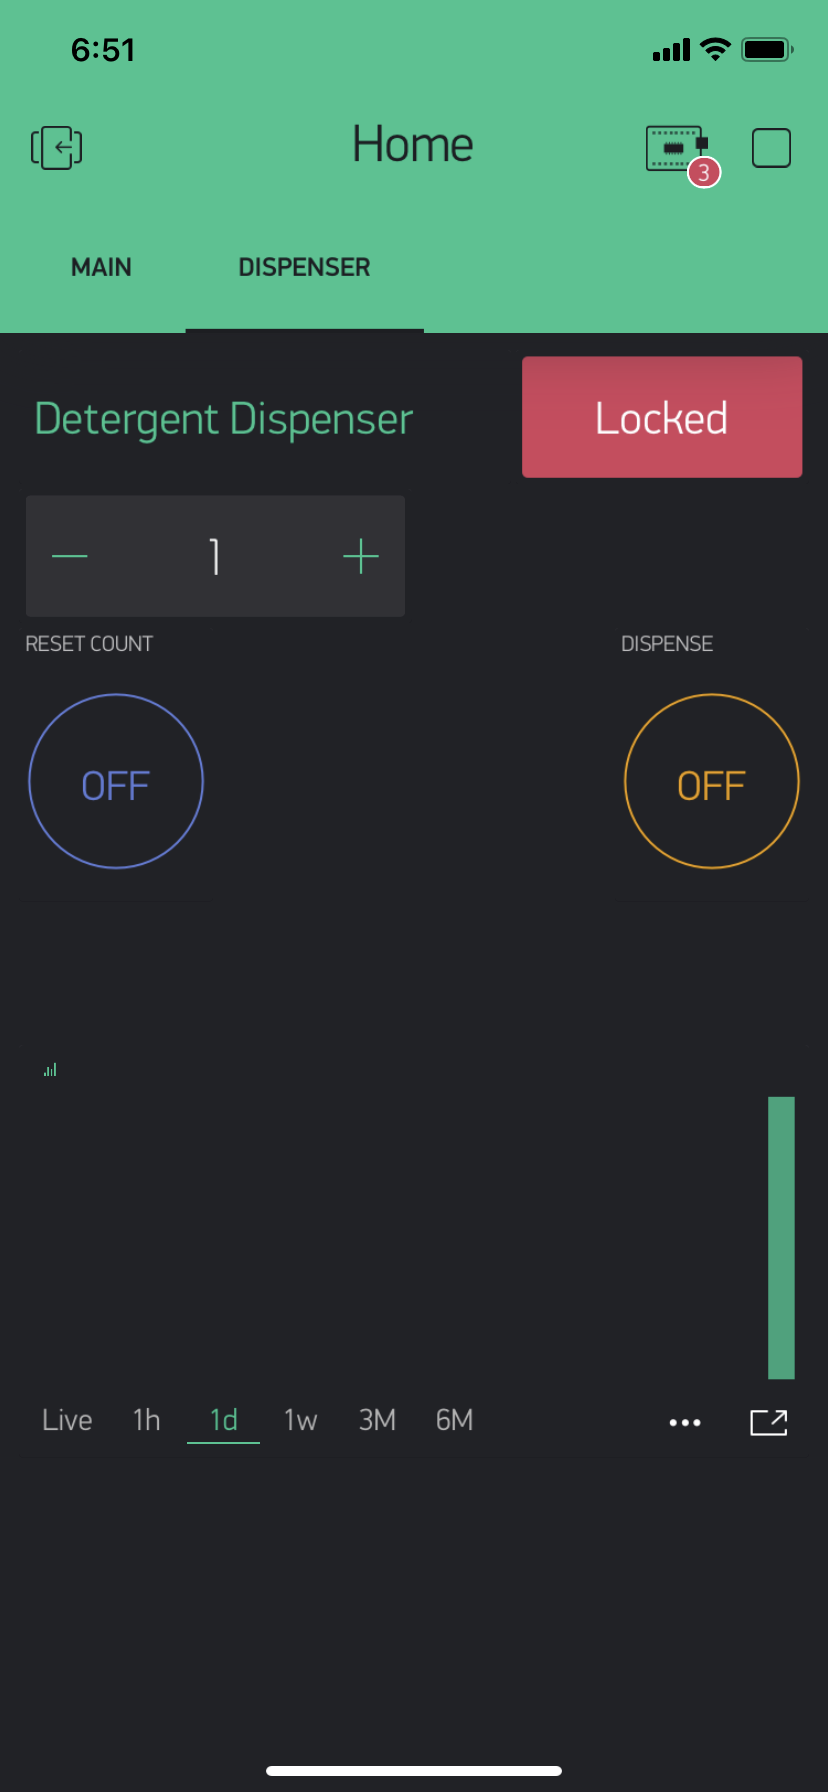 6:51
Home
3
MAIN DISPENSER
Detergent Dispenser Locked
1
RESET COUNT DISPENSE
OFF OFF
Live 1h 1d 1w 3M 6M